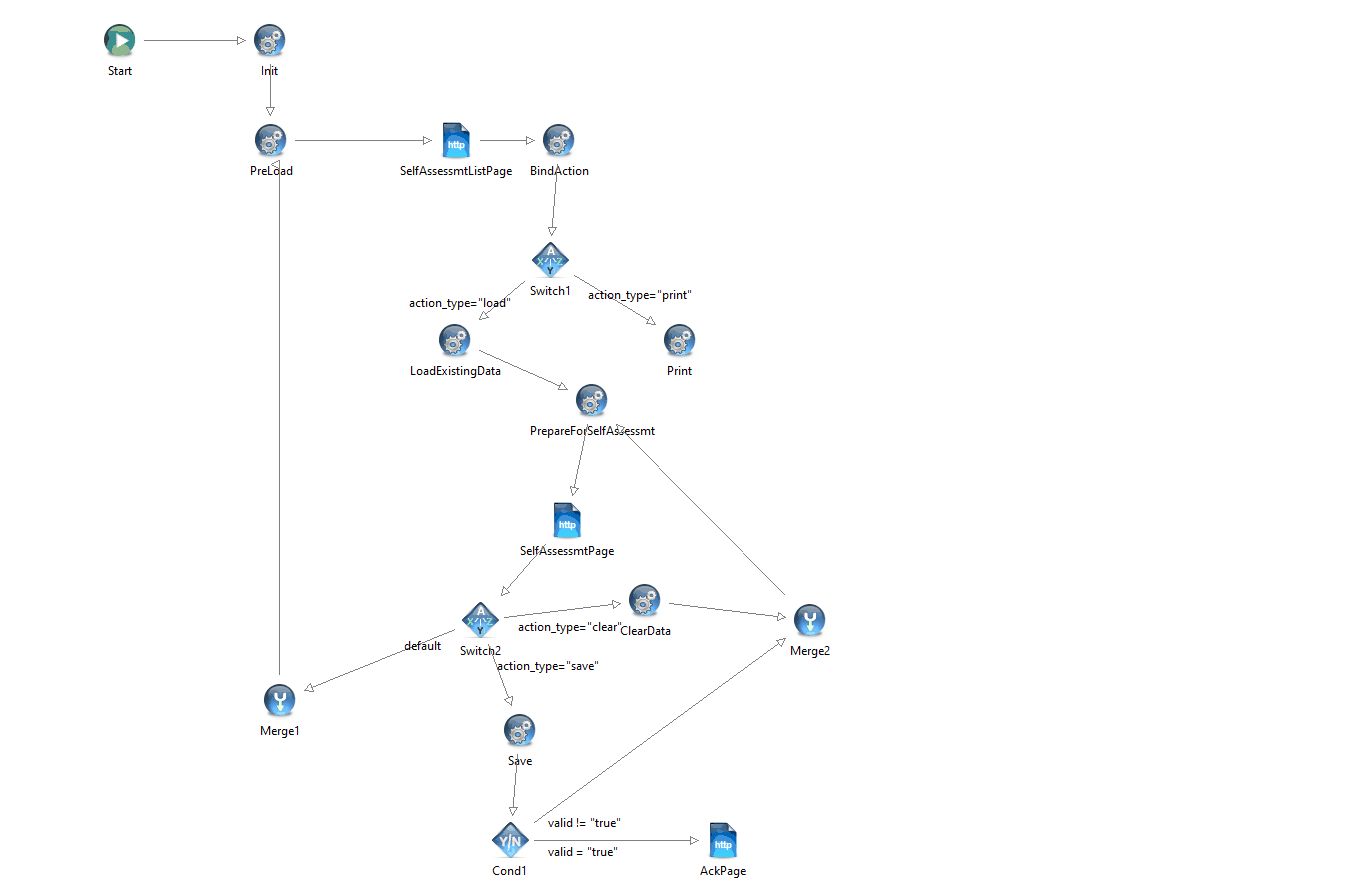 Start
Init
PreLoad
http
SelfAssessmtListPage
BindAction
A
X Z
Y
Switch1
action_type="load"
action_type="print"
LoadExistingData
Print
PrepareForSelfAssessmt
http
SelfAssessmtPage
A
X Z
Y
Switch2
action_type="clear"
ClearData
Merge2
default
action_type="save"
Merge1
Save
valid != "true"
Y/N
valid = "true"
http
Cond1
AckPage